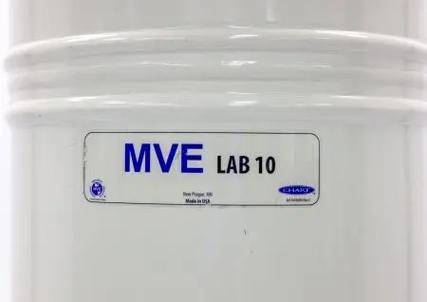 MVE LAB 10
New Prague, MN
Made in USA
CHART